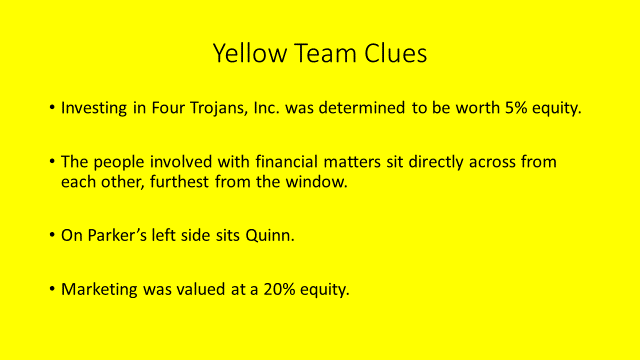 Yellow Team Clues
• Investing in Four Trojans, Inc. was determined to be worth 5% equity.
• The people involved with financial matters sit directly across from
each other, furthest from the window.
• On Parker’s left side sits Quinn.
• Marketing was valued at a 20% equity.